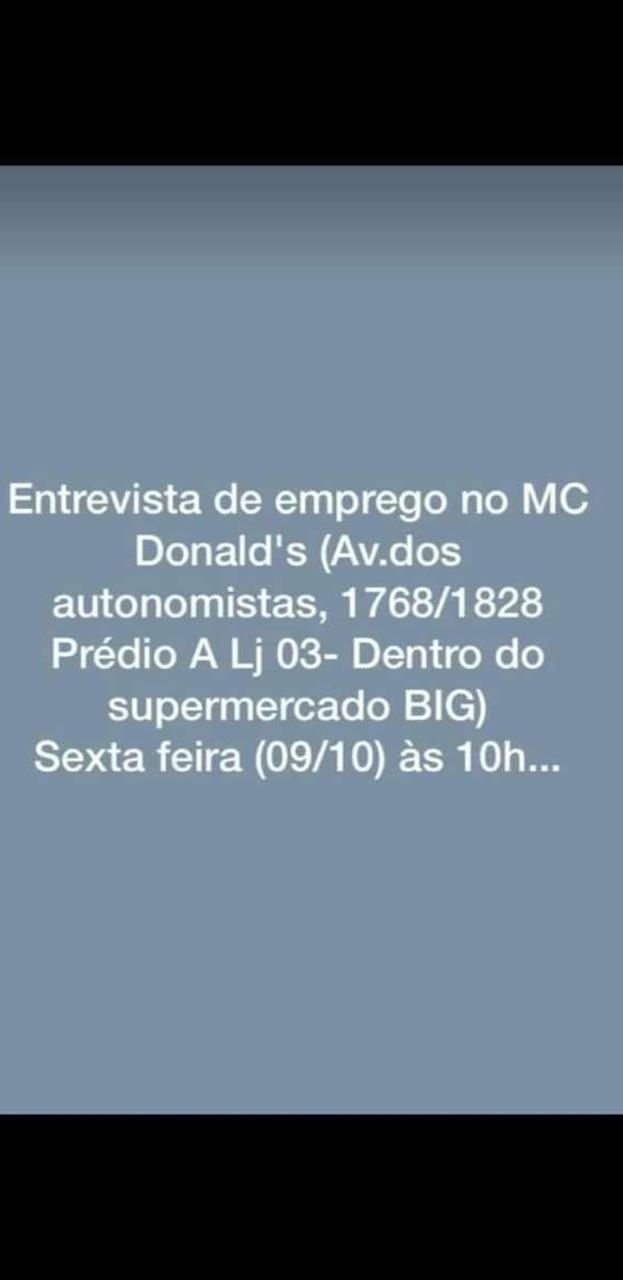 Entrevista de emprego no MC
Donald's (Av.dos
autonomistas, 1768/1828
Prédio A Lj 03- Dentro do
supermercado BIG)
Sexta feira (09/10) às 10h...